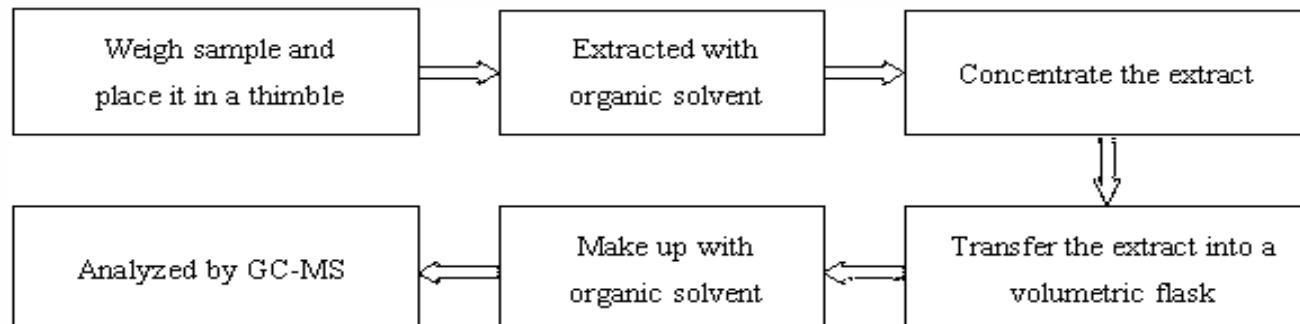 Weigh sample and
place it in a thimble
Extracted with
organic solvent
Concentrate the extract
Transfer the extract into a
volumetric flask
Make up with
organic solvent
Analyzed by GC-MS